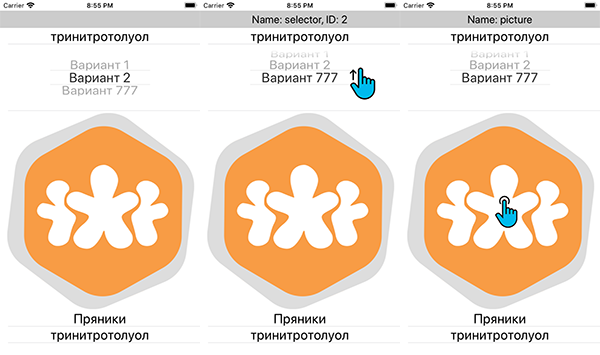 Carrier 8:55 PM
тринитротолуол
Вариант 1
Вариант 2
Вариант 777
Пряники
тринитротолуол
Carrier 8:55 PM
Name: selector, ID: 2
тринитротолуол
Вариант 1
Вариант 2
Вариант 777
Пряники
тринитротолуол
Carrier 8:55 PM
Name: picture
тринитротолуол
Вариант 1
Вариант 2
Вариант 777
Пряники
тринитротолуол